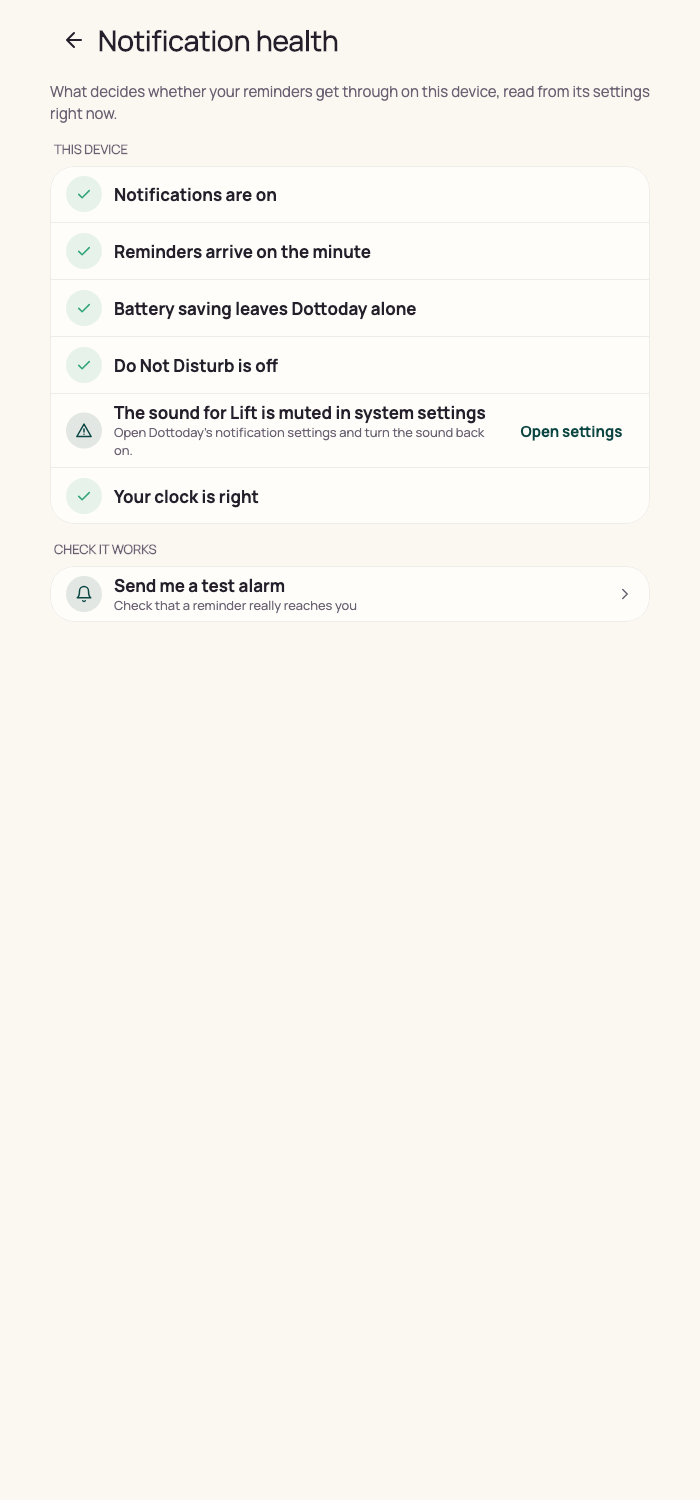 Notification health
What decides whether your reminders get through on this device, read from its settings
right now.
THIS DEVICE
Notifications are on
Reminders arrive on the minute
Battery saving leaves Dottoday alone
Do Not Disturb is off
The sound for Lift is muted in system settings
Open Dottoday's notification settings and turn the sound back
on.
Open settings
Your clock is right
CHECK IT WORKS
Send me a test alarm
Check that a reminder really reaches you